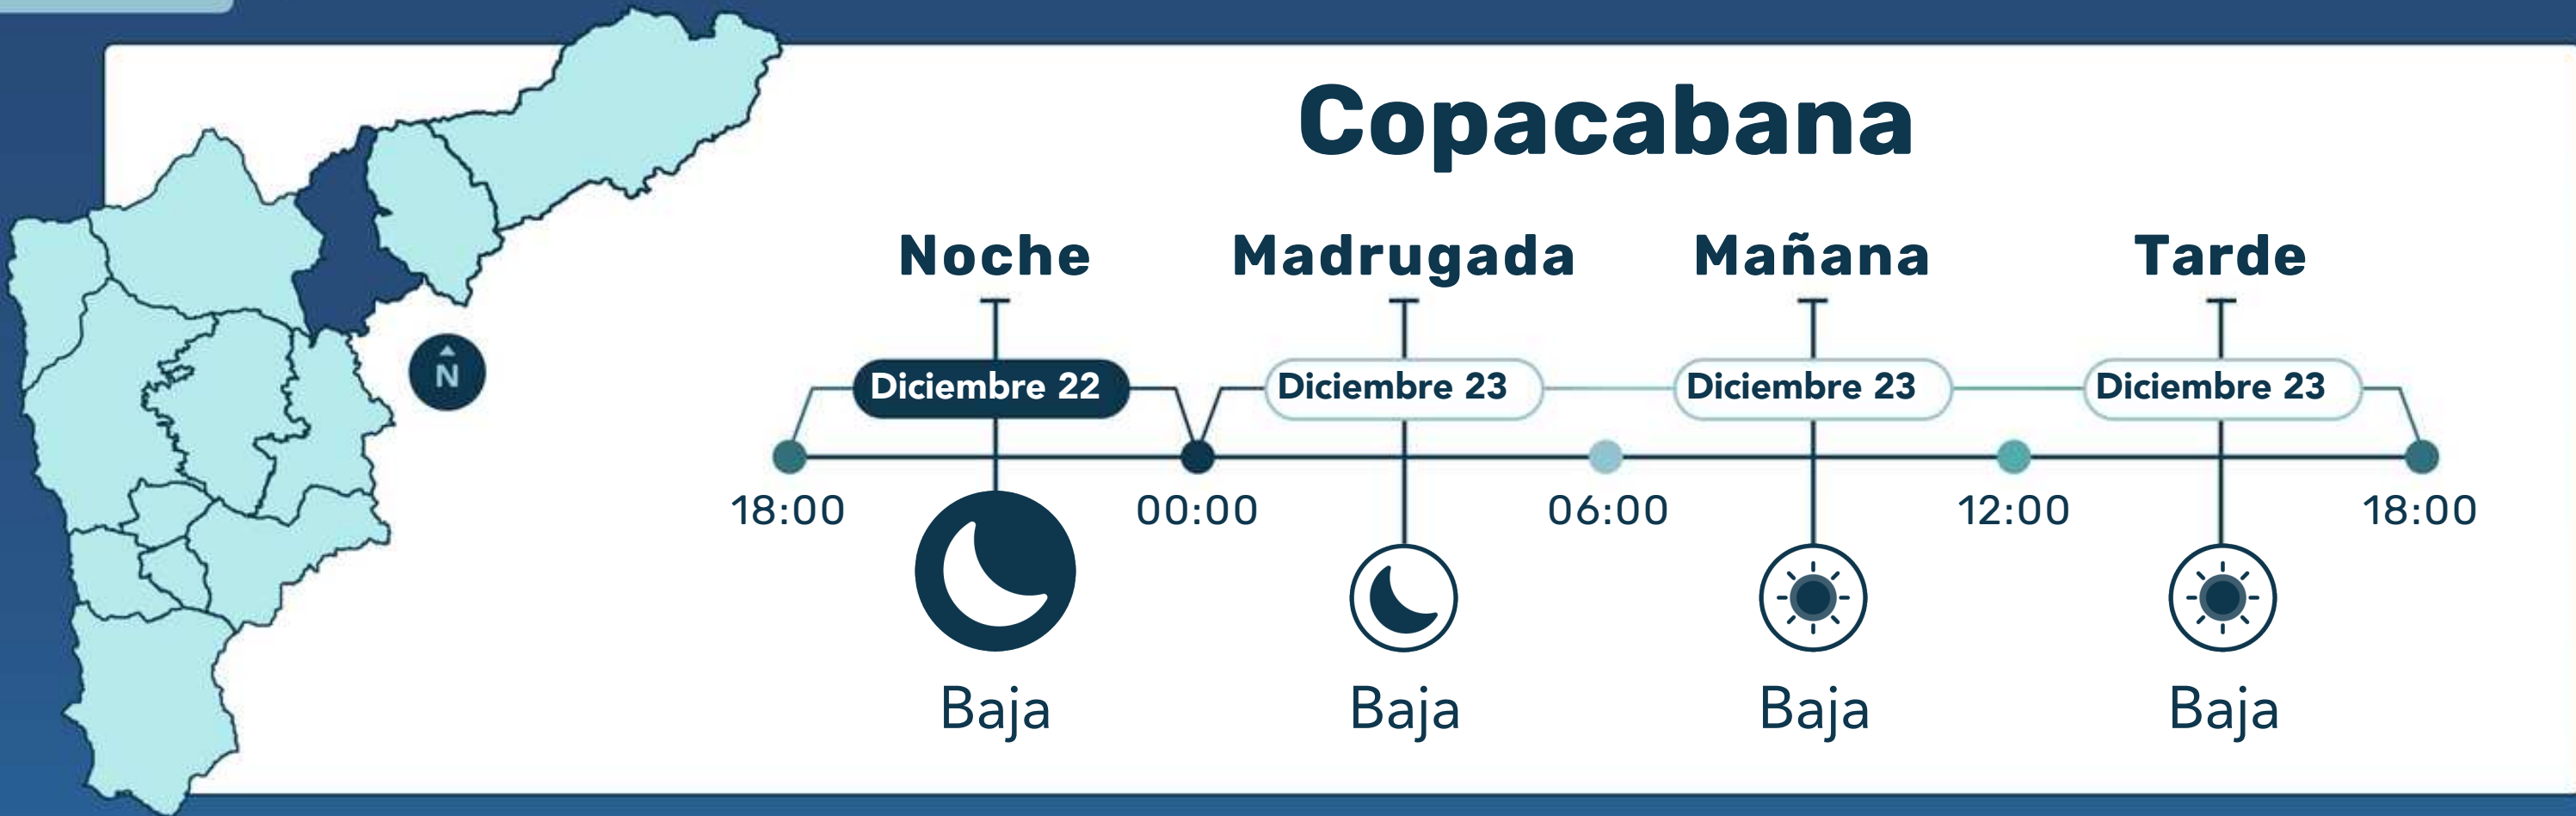 Copacabana
Noche Madrugada Mañana Tarde
Diciembre 22 Diciembre 23 Diciembre 23 Diciembre 23
N
18:00 00:00 06:00 12:00 18:00
Baja Baja Baja Baja